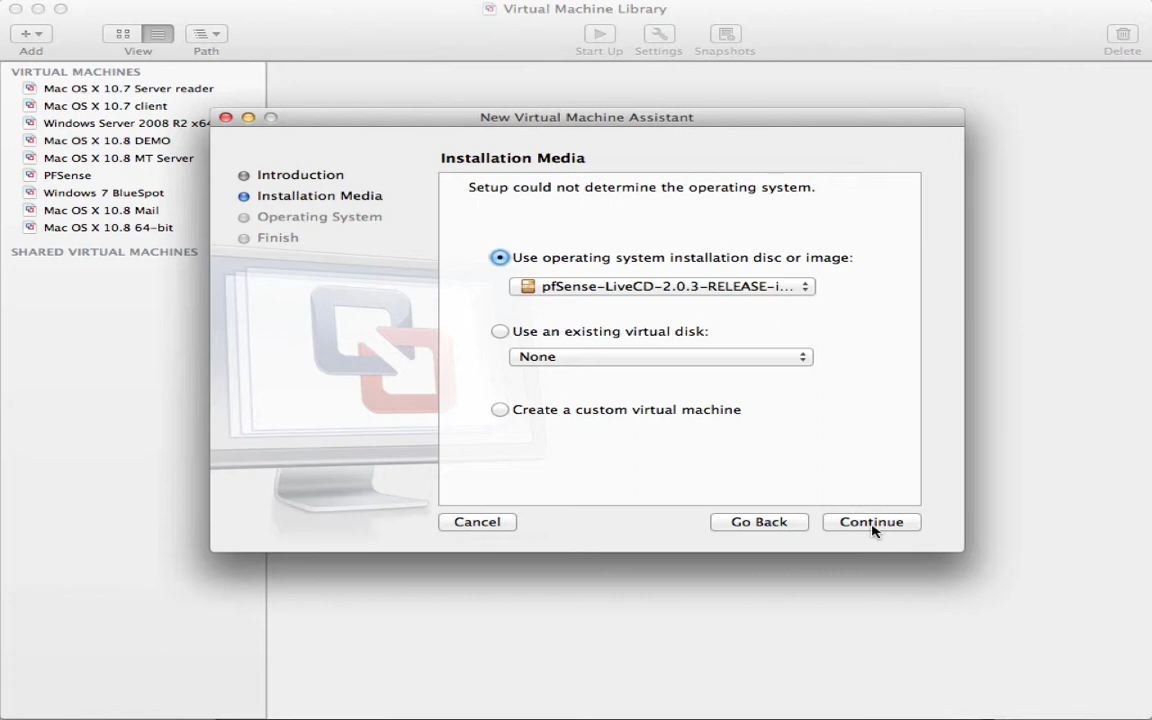 Virtual Machine Library
Add
View
Path
Start Up
Settings
Snapshots
Delete
VIRTUAL MACHINES
Mac OS X 10.7 Server reader
Mac OS X 10.7 client
Windows Server 2008 R2 x64
Mac OS X 10.8 DEMO
Mac OS X 10.8 MT Server
PFSense
Windows 7 BlueSpot
Mac OS X 10.8 Mail
Mac OS X 10.8 64-bit
SHARED VIRTUAL MACHINES
New Virtual Machine Assistant
Introduction
Installation Media
Operating System
Finish
Installation Media
Setup could not determine the operating system.
Use operating system installation disc or image:
pfSense-LiveCD-2.0.3-RELEASE-i...
Use an existing virtual disk:
None
Create a custom virtual machine
Cancel
Go Back
Continue